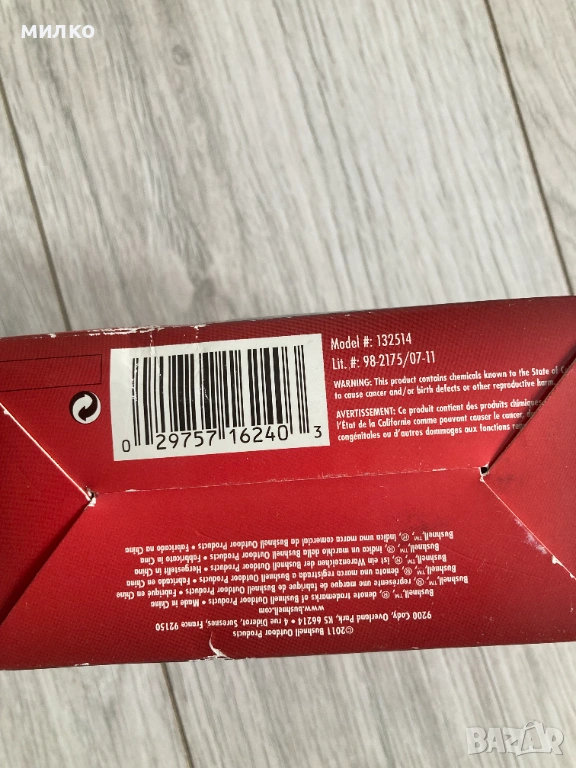 МИЛКО
Model #: 132514
Lit. #: 98-2175/07-11
WARNING: This product contains chemicals known to the State of
to cause cancer and/or birth defects or other reproductive harm.
AVERTISSEMENT: Ce produit contient des produits chimiques
l'État de la Californie comme pouvant causer le cancer, des
congénitales ou d'autres dommages aux fonctions
0 29757 16240 3
©2011 Bushnell Outdoor Products
9200 Cody, Overland Park, KS 66214 • 4 rue Diderot, Suresnes, France 92150
www.bushnell.com
Bushnell,™, ®, denotes trademarks of Bushnell Outdoor Products • Made in China
Bushnell,™, ®, représente une marque de fabrique de Bushnell Outdoor Products • Fabriqué en Chine
Bushnell,™, ®, denota una marca registrada Bushnell Outdoor Products • Fabricado en China
Bushnell,™, ®, ist ein Warenzeichen der Bushnell Outdoor Products • Hergestellt in China
Bushnell,™, ®, indica un marchio della Bushnell Outdoor Products • Fabbricato in Cina
Bushnell,™, ®, indica uma marca comercial da Bushnell Outdoor Products • Fabricado na China
BAZAR